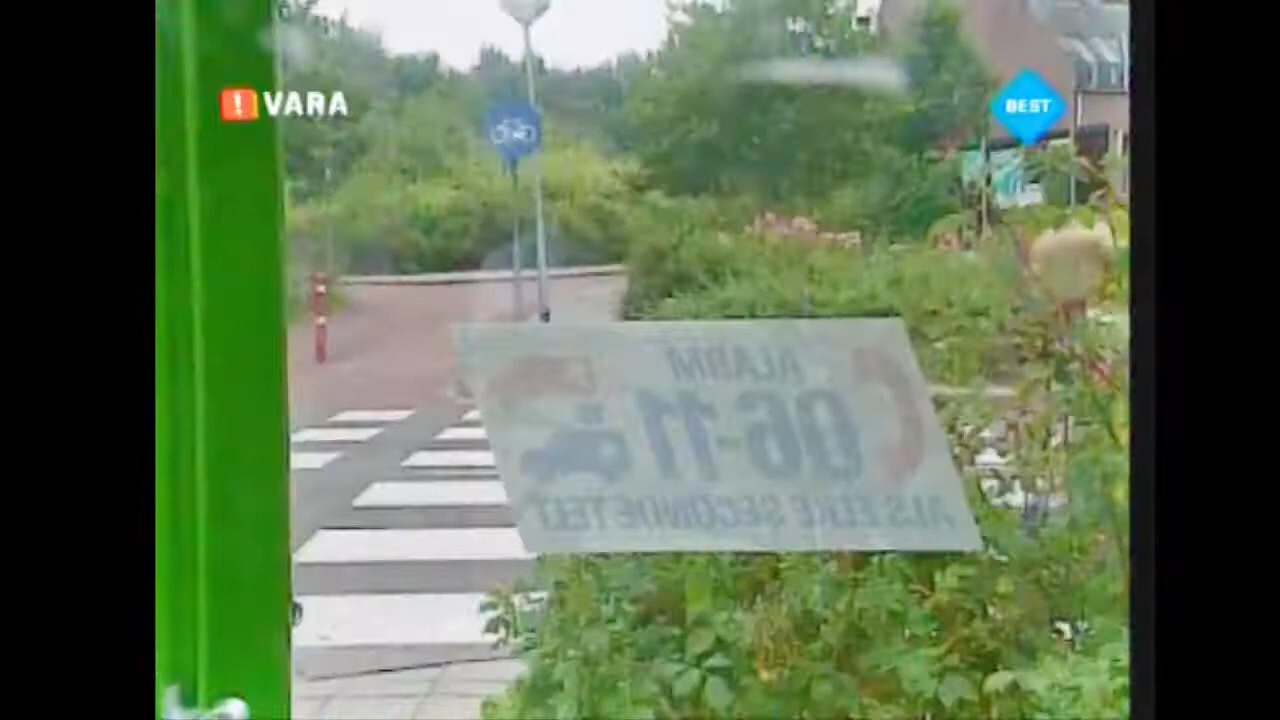 VARA
BEST
ALARM
06-11
ALS ELKE SECONDE TELT